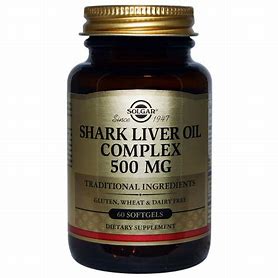 SOLGAR®
Since 1947
SHARK LIVER OIL
COMPLEX
500 MG
TRADITIONAL INGREDIENTS
GLUTEN, WHEAT & DAIRY FREE
60 SOFTGELS
DIETARY SUPPLEMENT